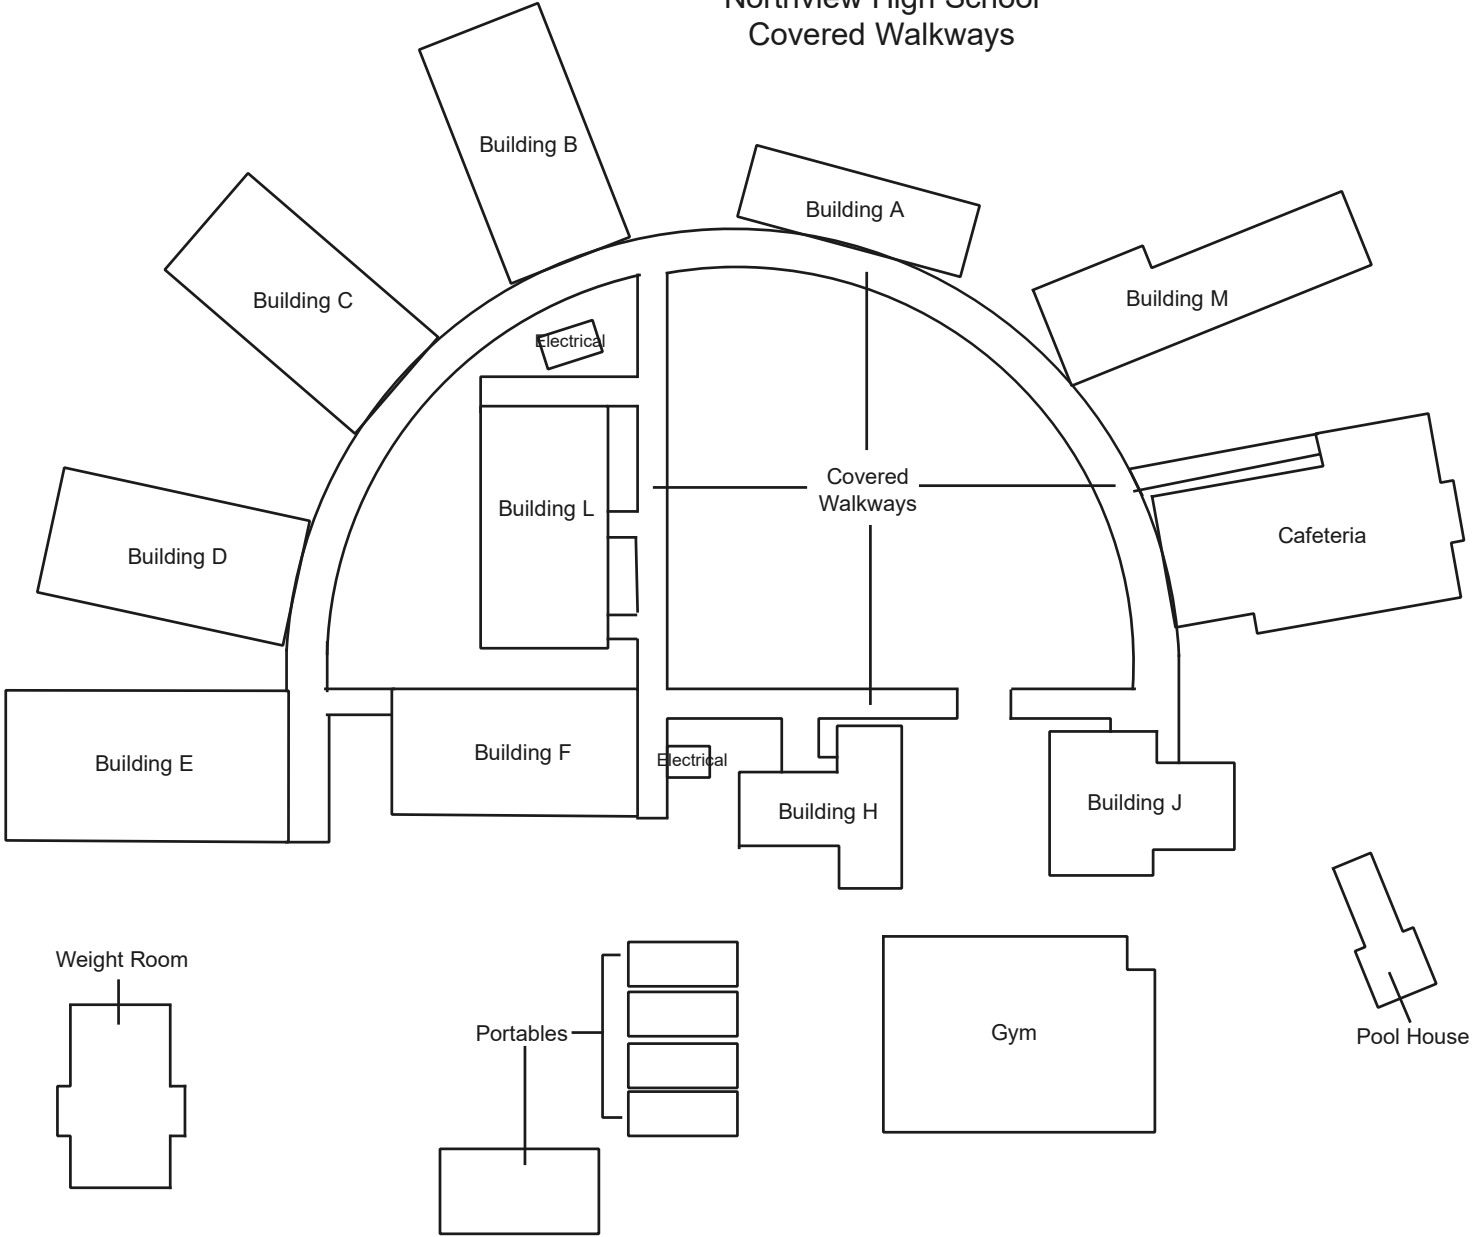 Northview High School
Covered Walkways
Building B
Building A
Building C
Building M
Electrical
Covered
Walkways
Building L
Cafeteria
Building D
Building F
Building E
Electrical
Building H
Building J
Weight Room
Portables
Gym
Pool House